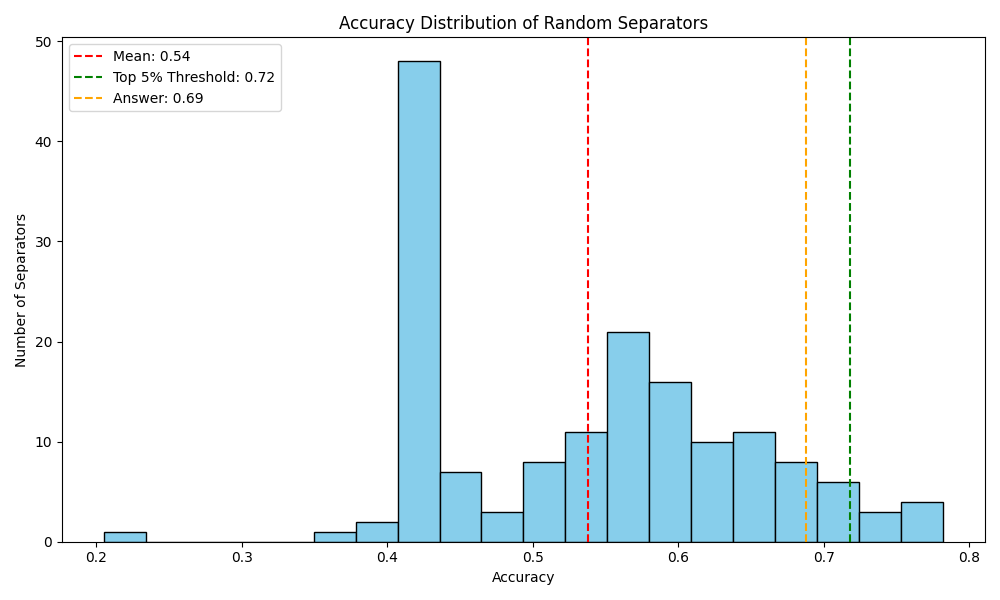 Accuracy Distribution of Random Separators
Mean: 0.54
Top 5% Threshold: 0.72
Answer: 0.69
Number of Separators
50
40
30
20
10
0
0.2 0.3 0.4 0.5 0.6 0.7 0.8
Accuracy